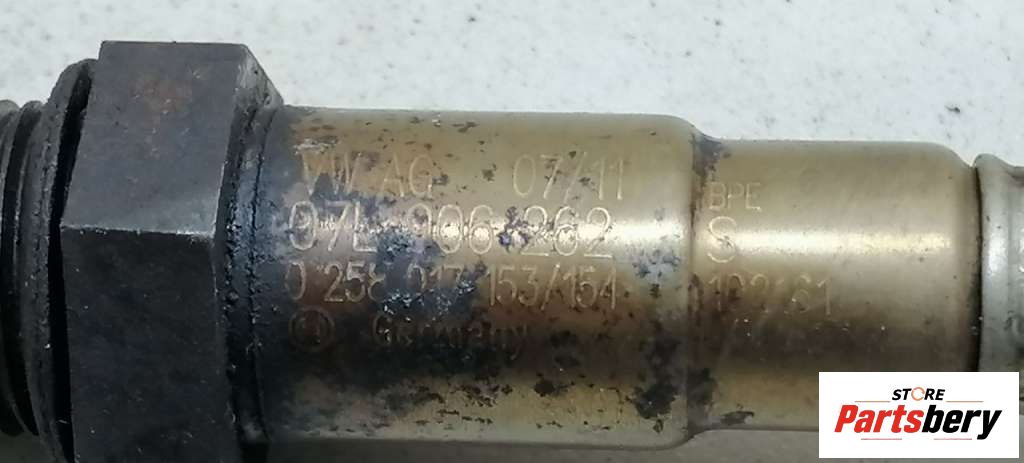 VW AG 07/11
07L 906 262
0 258 017 153/154
Germany
BPE
S
STORE
Partsbery